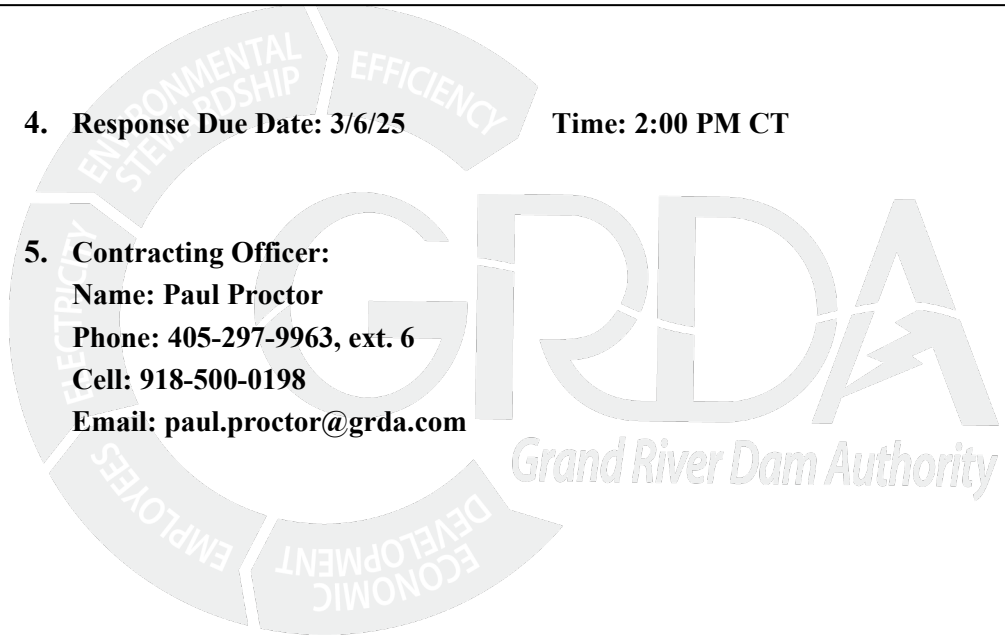 4. Response Due Date: 3/6/25 Time: 2:00 PM CT
5. Contracting Officer:
Name: Paul Proctor
Phone: 405-297-9963, ext. 6
Cell: 918-500-0198
Email: paul.proctor@grda.com
ENVIRONMENTAL
STEWARDSHIP
EFFICIENCY
ELECTRICITY
EMPLOYEES
ECONOMIC
DEVELOPMENT
GRDA
Grand River Dam Authority